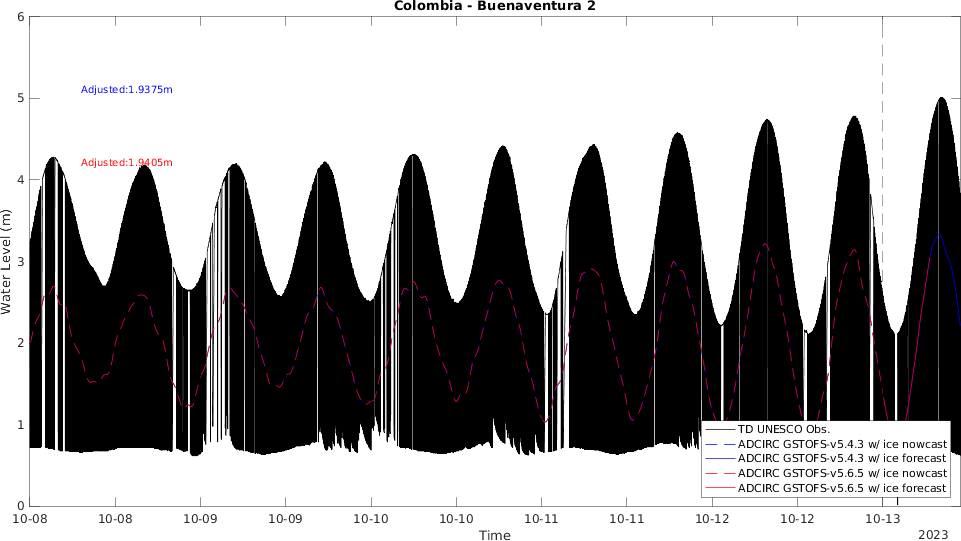 Colombia - Buenaventura 2
6
Adjusted:1.9375m
5
Adjusted:1.9405m
4
Water Level (m)
3
2
1
0
TD UNESCO Obs.
ADCIRC GSTOFS-v5.4.3 w/ ice nowcast
ADCIRC GSTOFS-v5.4.3 w/ ice forecast
ADCIRC GSTOFS-v5.6.5 w/ ice nowcast
ADCIRC GSTOFS-v5.6.5 w/ ice forecast
10-08 10-08 10-09 10-09 10-10 10-10 10-11 10-11 10-12 10-12 10-13
Time
2023